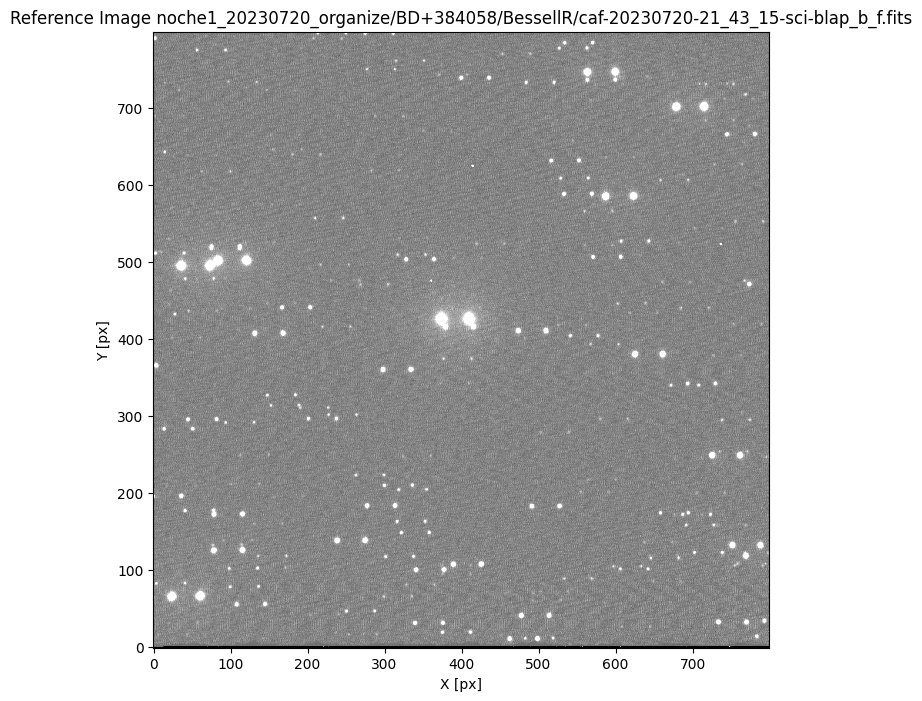 Reference Image noche1_20230720_organize/BD+384058/BessellR/caf-20230720-21_43_15-sci-blap_b_f.fits
700
600
500
400
300
200
100
0
Y [px]
0 100 200 300 400 500 600 700
X [px]